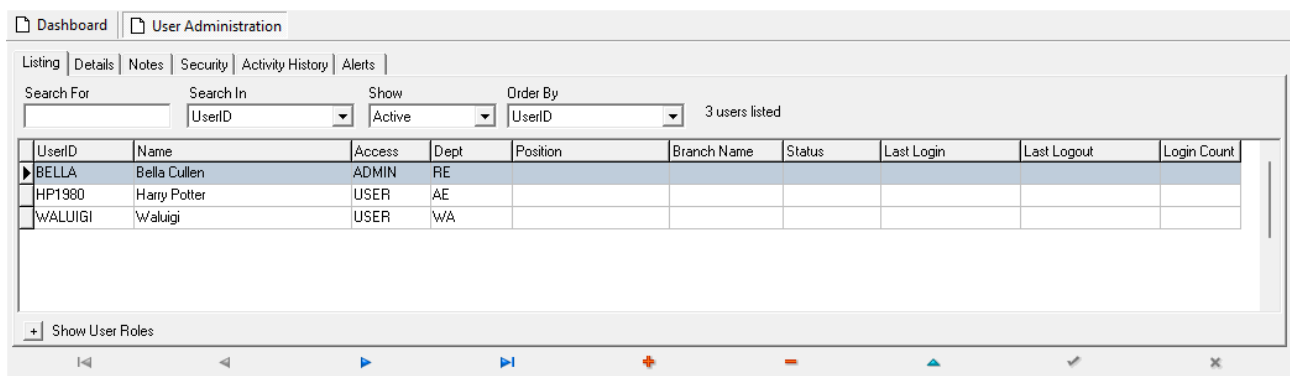 Dashboard User Administration
Listing Details Notes Security Activity History Alerts
Search For Search In Show Order By
UserID Active UserID 3 users listed
UserID Name Access Dept Position Branch Name Status Last Login Last Logout Login Count
BELLA Bella Cullen ADMIN RE
HP1980 Harry Potter USER AE
WALUIGI Waluigi USER WA
+ Show User Roles